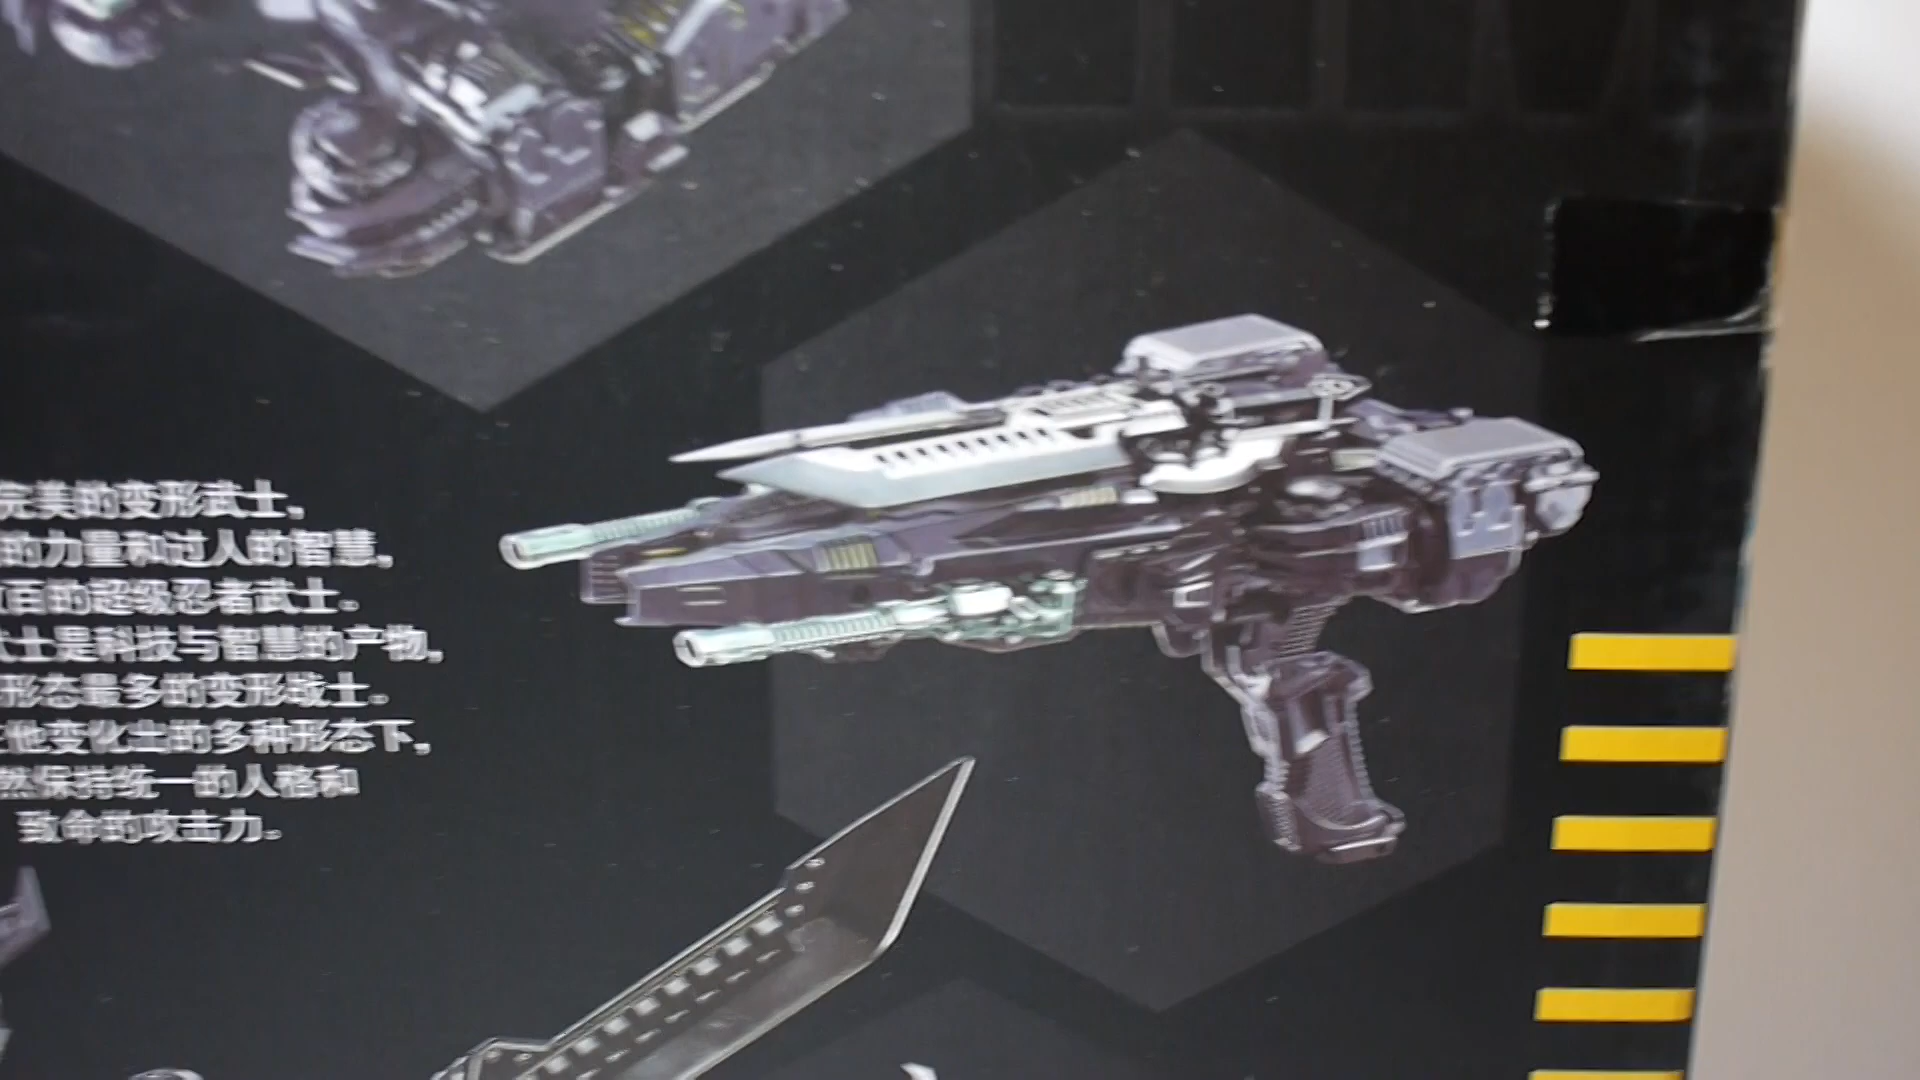 完美的变形武士，
的力量和过人的智慧，
百的超级忍者武士。
士是科技与智慧的产物，
形态最多的变形战士。
他变化出的多种形态下，
然保持统一的人格和
致命的攻击力。